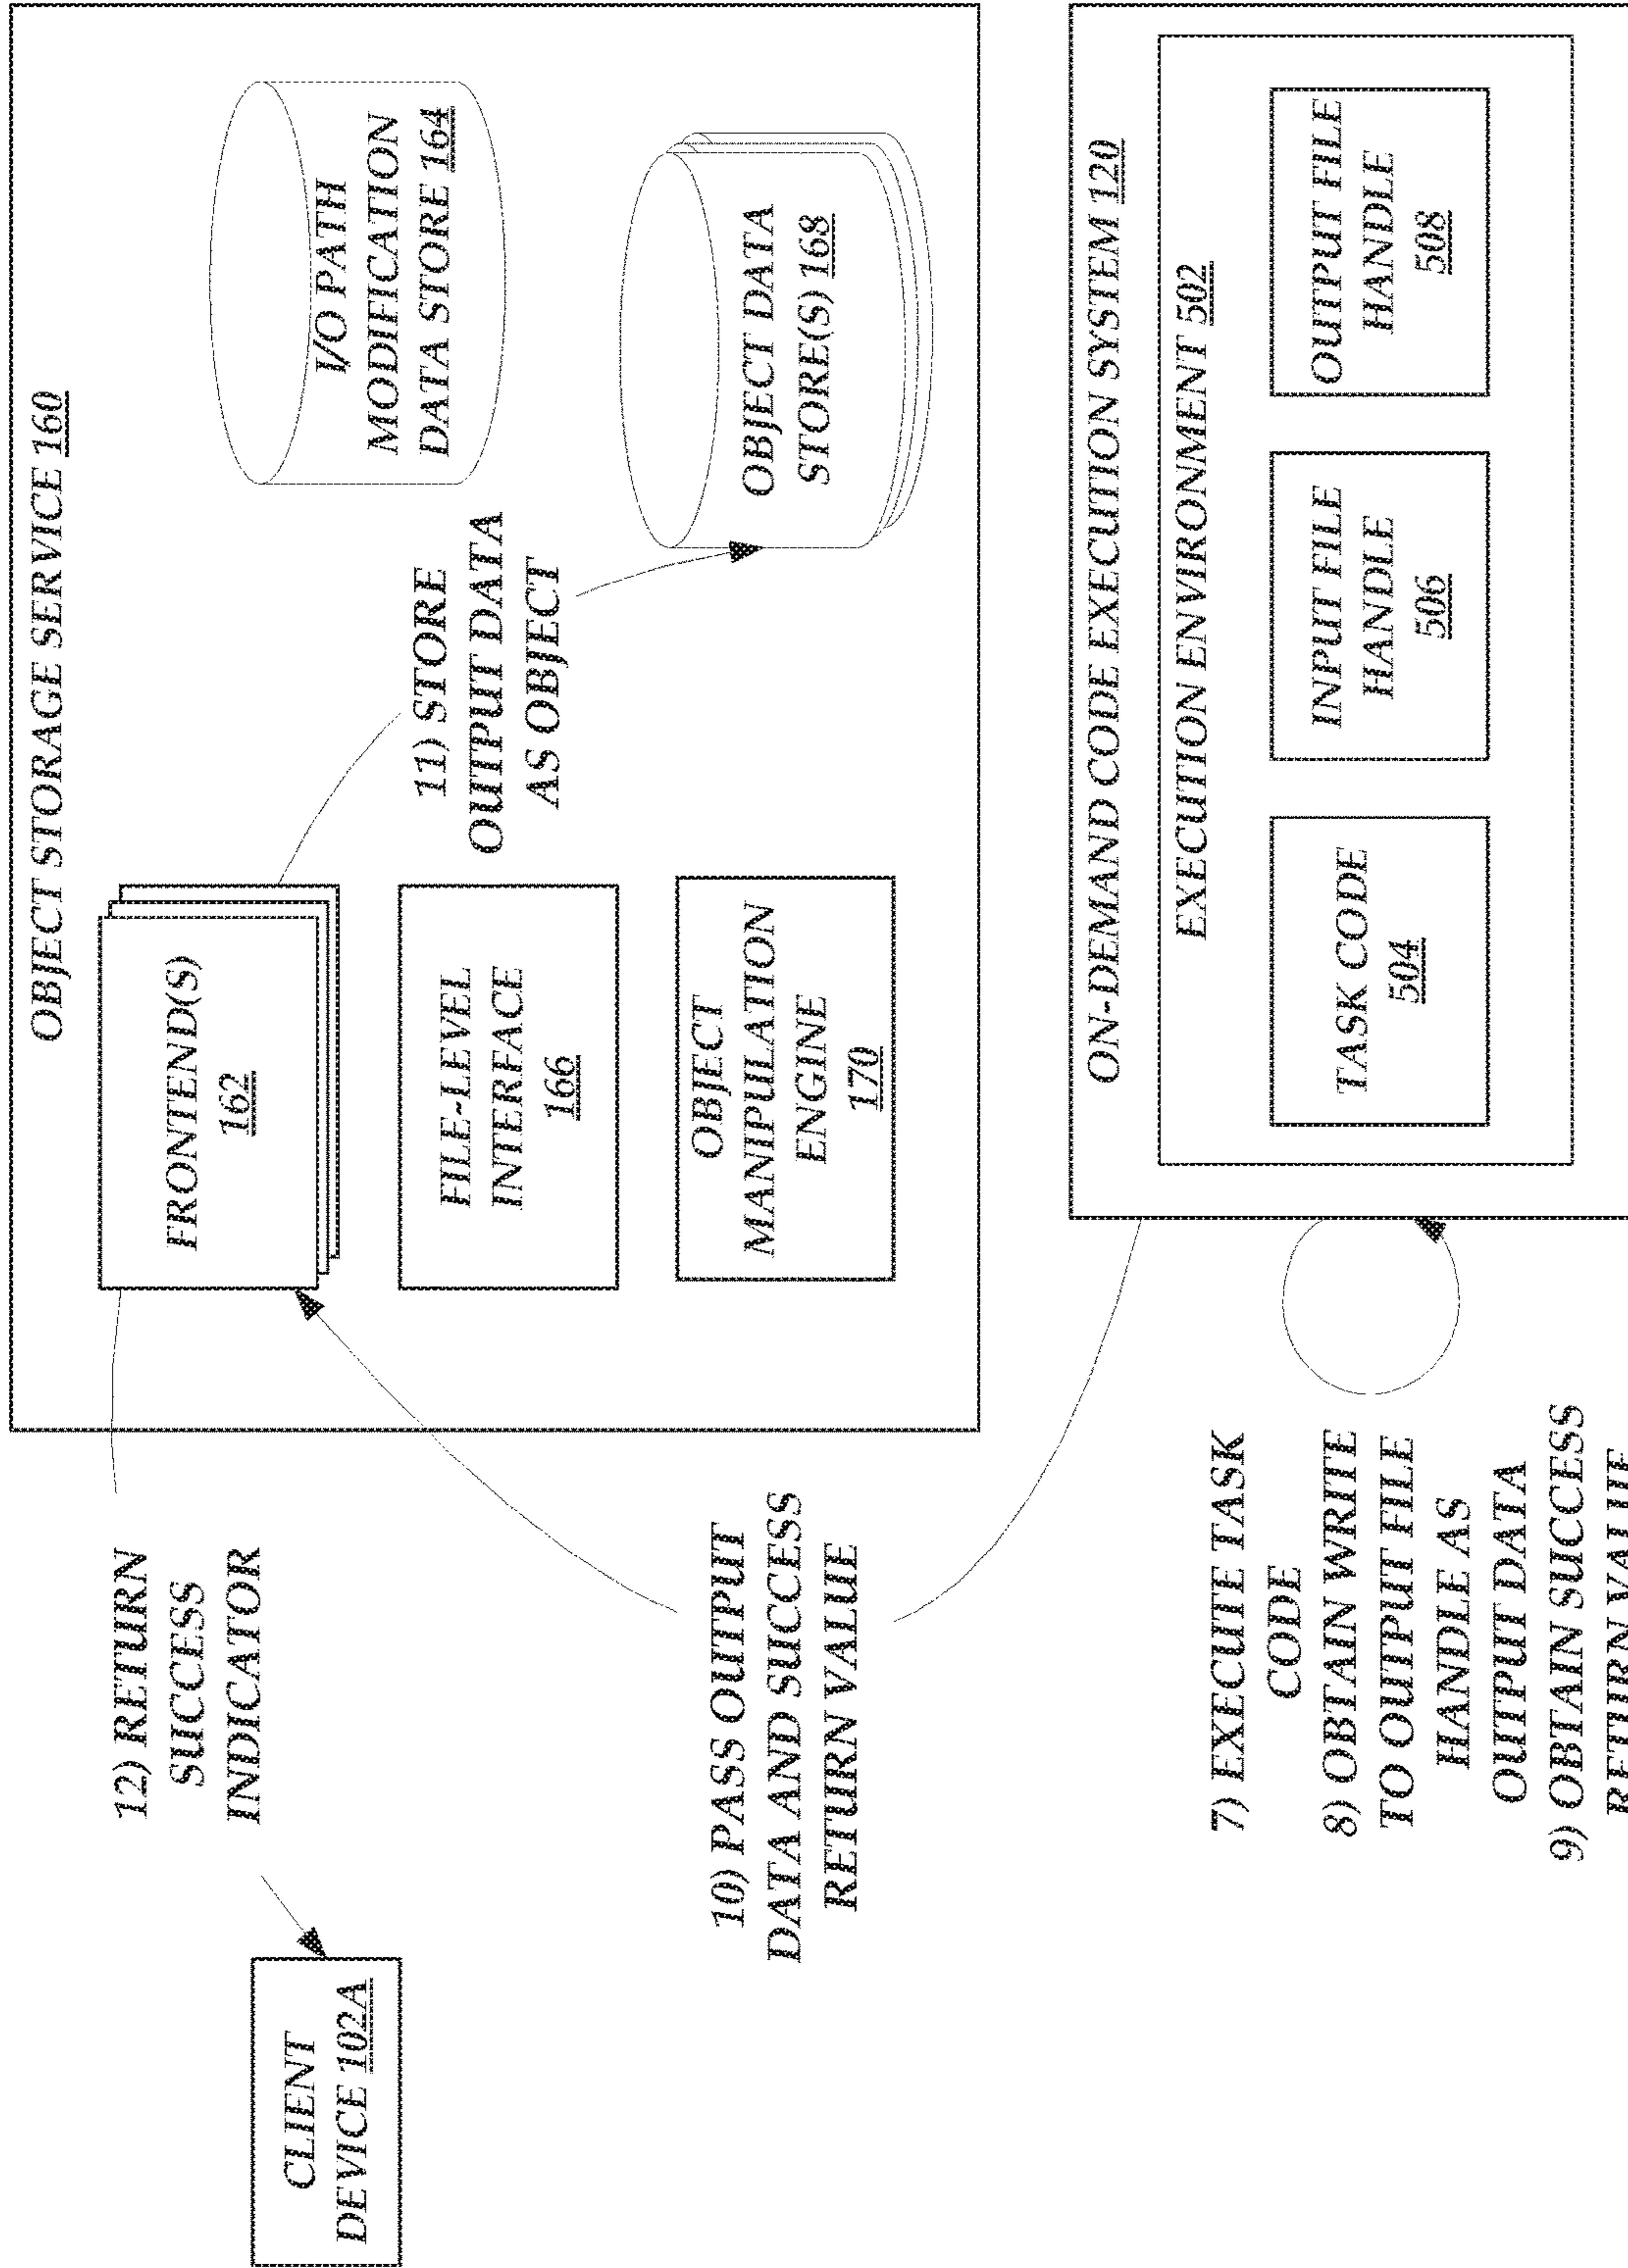 OBJECT STORAGE SERVICE 160
FRONTEND(S)
162
FILE-LEVEL
INTERFACE
166
OBJECT
MANIPULATION
ENGINE
170
I/O PATH
MODIFICATION
DATA STORE 164
OBJECT DATA
STORE(S) 168
11) STORE
OUTPUT DATA
AS OBJECT
12) RETURN
SUCCESS
INDICATOR
CLIENT
DEVICE 102A
10) PASS OUTPUT
DATA AND SUCCESS
RETURN VALUE
ON-DEMAND CODE EXECUTION SYSTEM 120
EXECUTION ENVIRONMENT 502
TASK CODE
504
INPUT FILE
HANDLE
506
OUTPUT FILE
HANDLE
508
7) EXECUTE TASK
CODE
8) OBTAIN WRITE
TO OUTPUT FILE
HANDLE AS
OUTPUT DATA
9) OBTAIN SUCCESS
RETURN VALUE